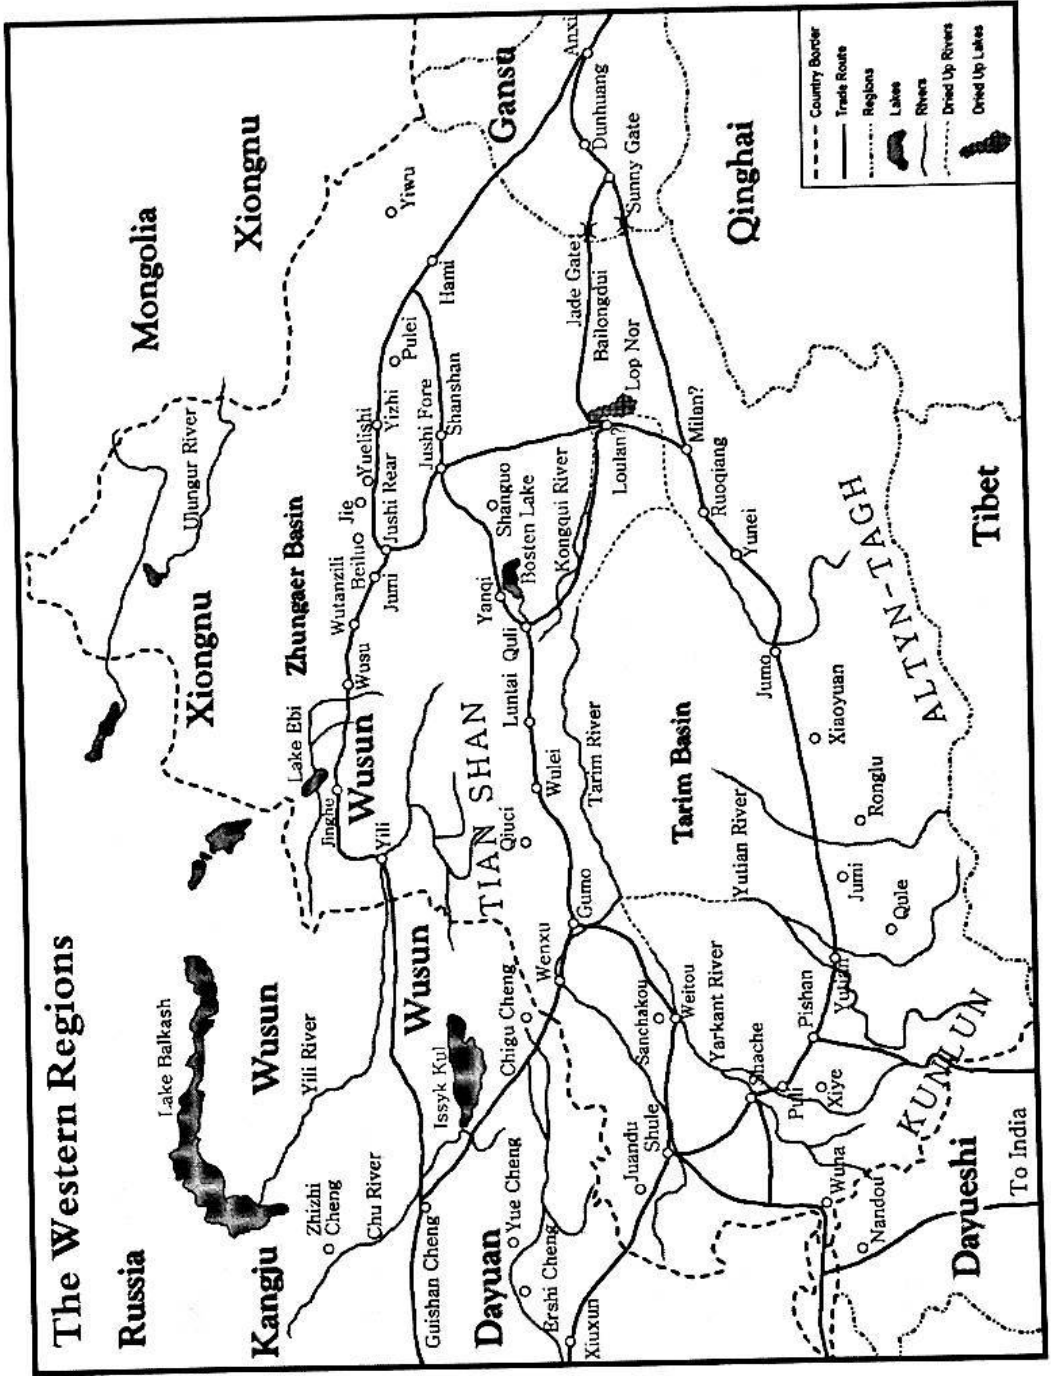 The Western Regions
Russia
Mongolia
Xiongnu
Xiongnu
Lake Balkash
Kangju
Wusun
Zhizhi
Cheng
Chu River
Yili River
Lake Ebi
Jinghe
Wusun
Yili
Wusu
Zhungaer Basin
Wutanzili
Beiluo
Jie
Yuelishi
Jumi
Jushi Rear
Yizhi
Pulei
Ulungur River
Hami
Yiwu
Gansu
Anxi
Jushi Fore
Shanshan
Guishan Cheng
Issyk Kul
Wusun
TIAN SHAN
Dayuan
Yue Cheng
Chigu Cheng
Ershi Cheng
Xiuxun
Wenxu
Gumo
Qiuci
Wulei
Luntai
Quli
Yanqi
Bosten Lake
Shanguo
Kongqui River
Loulan?
Lop Nor
Bailongdui
Jade Gate
Dunhuang
Sunny Gate
Juandu
Shule
Sanchakou
Weitou
Tarim River
Tarim Basin
Yarkant River
Shache
Yutian River
Jumo
Yunei
Ruoqiang
Milan?
Qinghai
Puli
Xiye
Pishan
Yutian
Wuna
Nandou
Jumi
Qule
Ronglu
Xiaoyuan
ALTYN-TAGH
KUNLUN
Dayueshi
To India
Tibet
Country Border
Trade Route
Regions
Lakes
Rivers
Dried Up Rivers
Dried Up Lakes